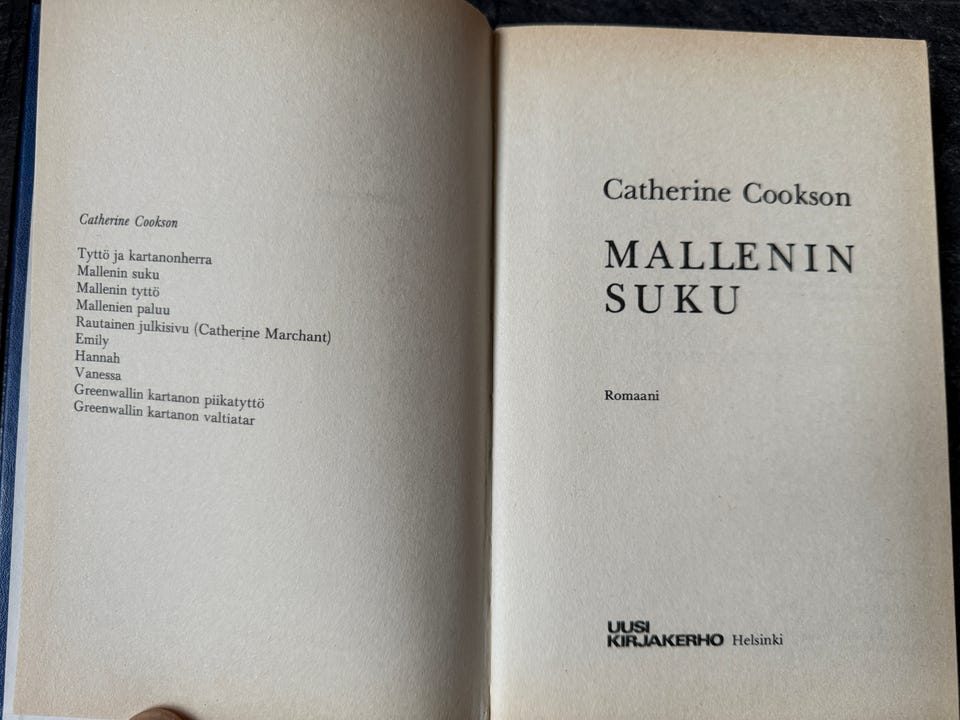 Catherine Cookson
Tyttö ja kartanonherra
Mallenin suku
Mallenin tyttö
Mallenien paluu
Rautainen julkisivu (Catherine Marchant)
Emily
Hannah
Vanessa
Greenwallin kartanon piikatyttö
Greenwallin kartanon valtiatar
Catherine Cookson
MALLENIN
SUKU
Romaani
UUSI
KIRJAKERHO Helsinki